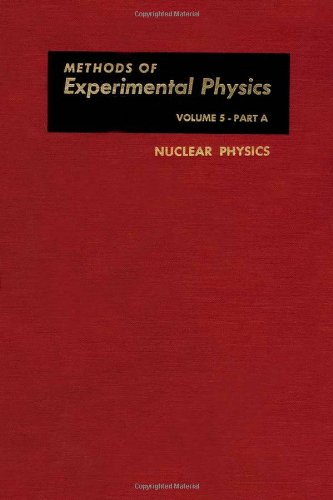 METHODS OF
Experimental Physics
VOLUME 5 - PART A
NUCLEAR PHYSICS